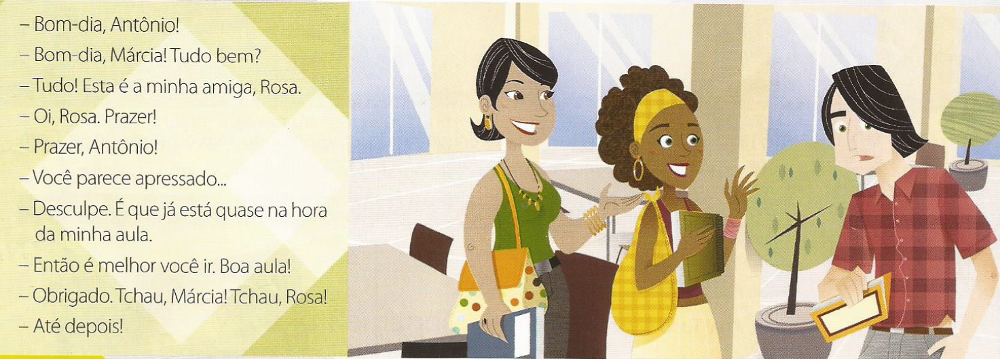 – Bom-dia, Antônio!
– Bom-dia, Márcia! Tudo bem?
– Tudo! Esta é a minha amiga, Rosa.
– Oi, Rosa. Prazer!
– Prazer, Antônio!
– Você parece apressado...
– Desculpe. É que já está quase na hora
da minha aula.
– Então é melhor você ir. Boa aula!
– Obrigado. Tchau, Márcia! Tchau, Rosa!
– Até depois!